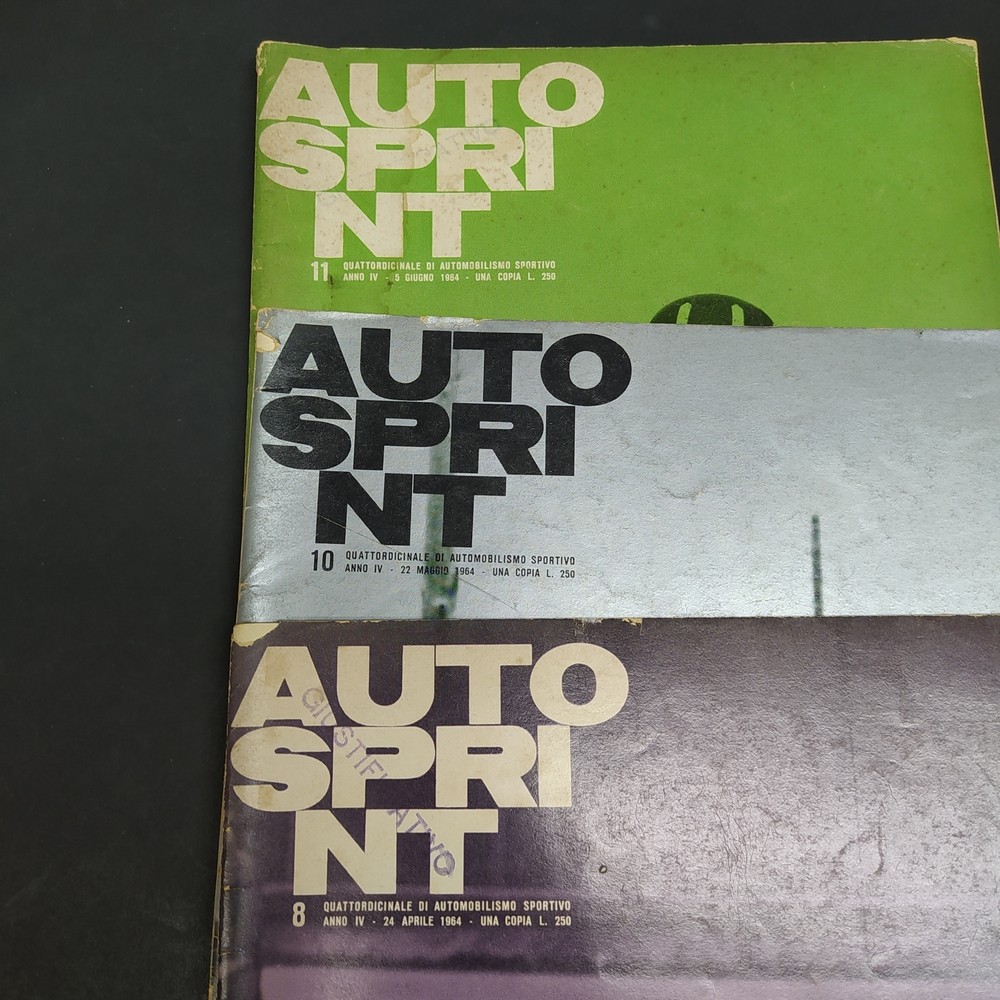 AUTO
SPRI
NT
11 QUATTORDICINALE DI AUTOMOBILISMO SPORTIVO
ANNO IV - 5 GIUGNO 1964 - UNA COPIA L. 250
AUTO
SPRI
NT
10 QUATTORDICINALE DI AUTOMOBILISMO SPORTIVO
ANNO IV - 22 MAGGIO 1964 - UNA COPIA L. 250
AUTO
SPRI
NT
GIUSTIFICATIVO
8 QUATTORDICINALE DI AUTOMOBILISMO SPORTIVO
ANNO IV - 24 APRILE 1964 - UNA COPIA L. 250